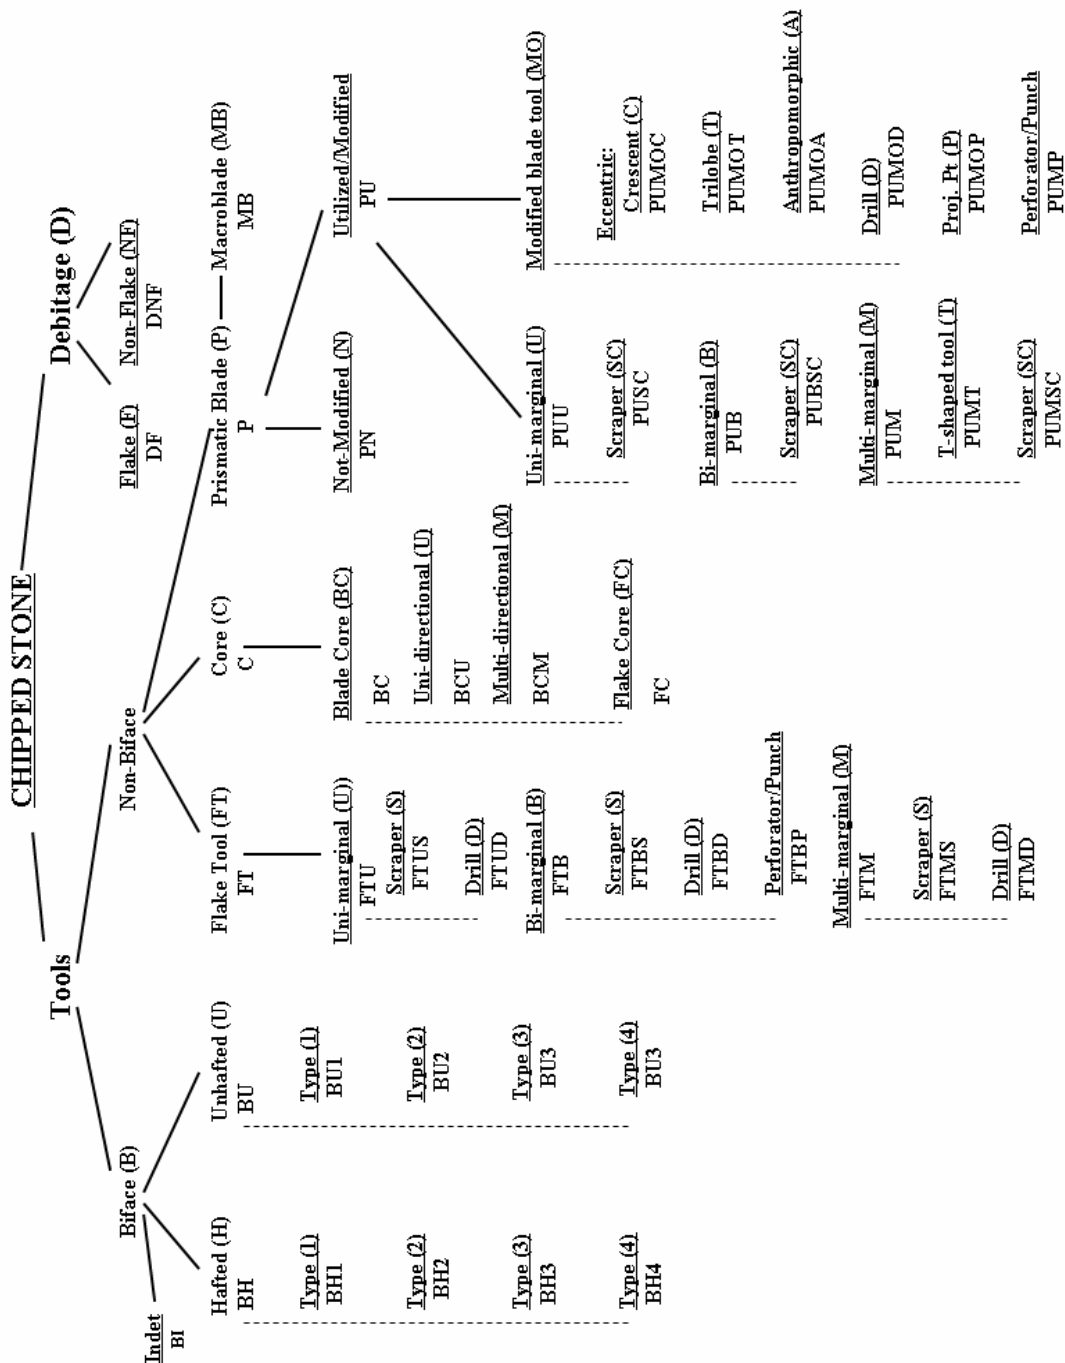 CHIPPED STONE
Tools
Debitage (D)
Biface (B)
Non-Biface
Flake (F)
DF
Non-Flake (NF)
DNF
Indet
BI
Hafted (H)
BH
Unhafted (U)
BU
Flake Tool (FT)
FT
Core (C)
C
Prismatic Blade (P)
P
Macroblade (MB)
MB
Type (1)
BH1
Type (2)
BH2
Type (3)
BH3
Type (4)
BH4
Type (1)
BU1
Type (2)
BU2
Type (3)
BU3
Type (4)
BU3
Uni-marginal (U))
FTU
Scraper (S)
FTUS
Drill (D)
FTUD
Bi-marginal (B)
FTB
Scraper (S)
FTBS
Drill (D)
FTBD
Perforator/Punch
FTBP
Multi-marginal (M)
FTM
Scraper (S)
FTMS
Drill (D)
FTMD
Blade Core (BC)
BC
Uni-directional (U)
BCU
Multi-directional (M)
BCM
Flake Core (FC)
FC
Not-Modified (N)
PN
Utilized/Modified
PU
Uni-marginal (U)
PUU
Scraper (SC)
PUSC
Bi-marginal (B)
PUB
Scraper (SC)
PUBSC
Multi-marginal (M)
PUM
T-shaped tool (T)
PUMT
Scraper (SC)
PUMSC
Modified blade tool (MO)
Eccentric:
Crescent (C)
PUMOC
Trilobe (T)
PUMOT
Anthropomorphic (A)
PUMOA
Drill (D)
PUMOD
Proj. Pt (P)
PUMOP
Perforator/Punch
PUMP